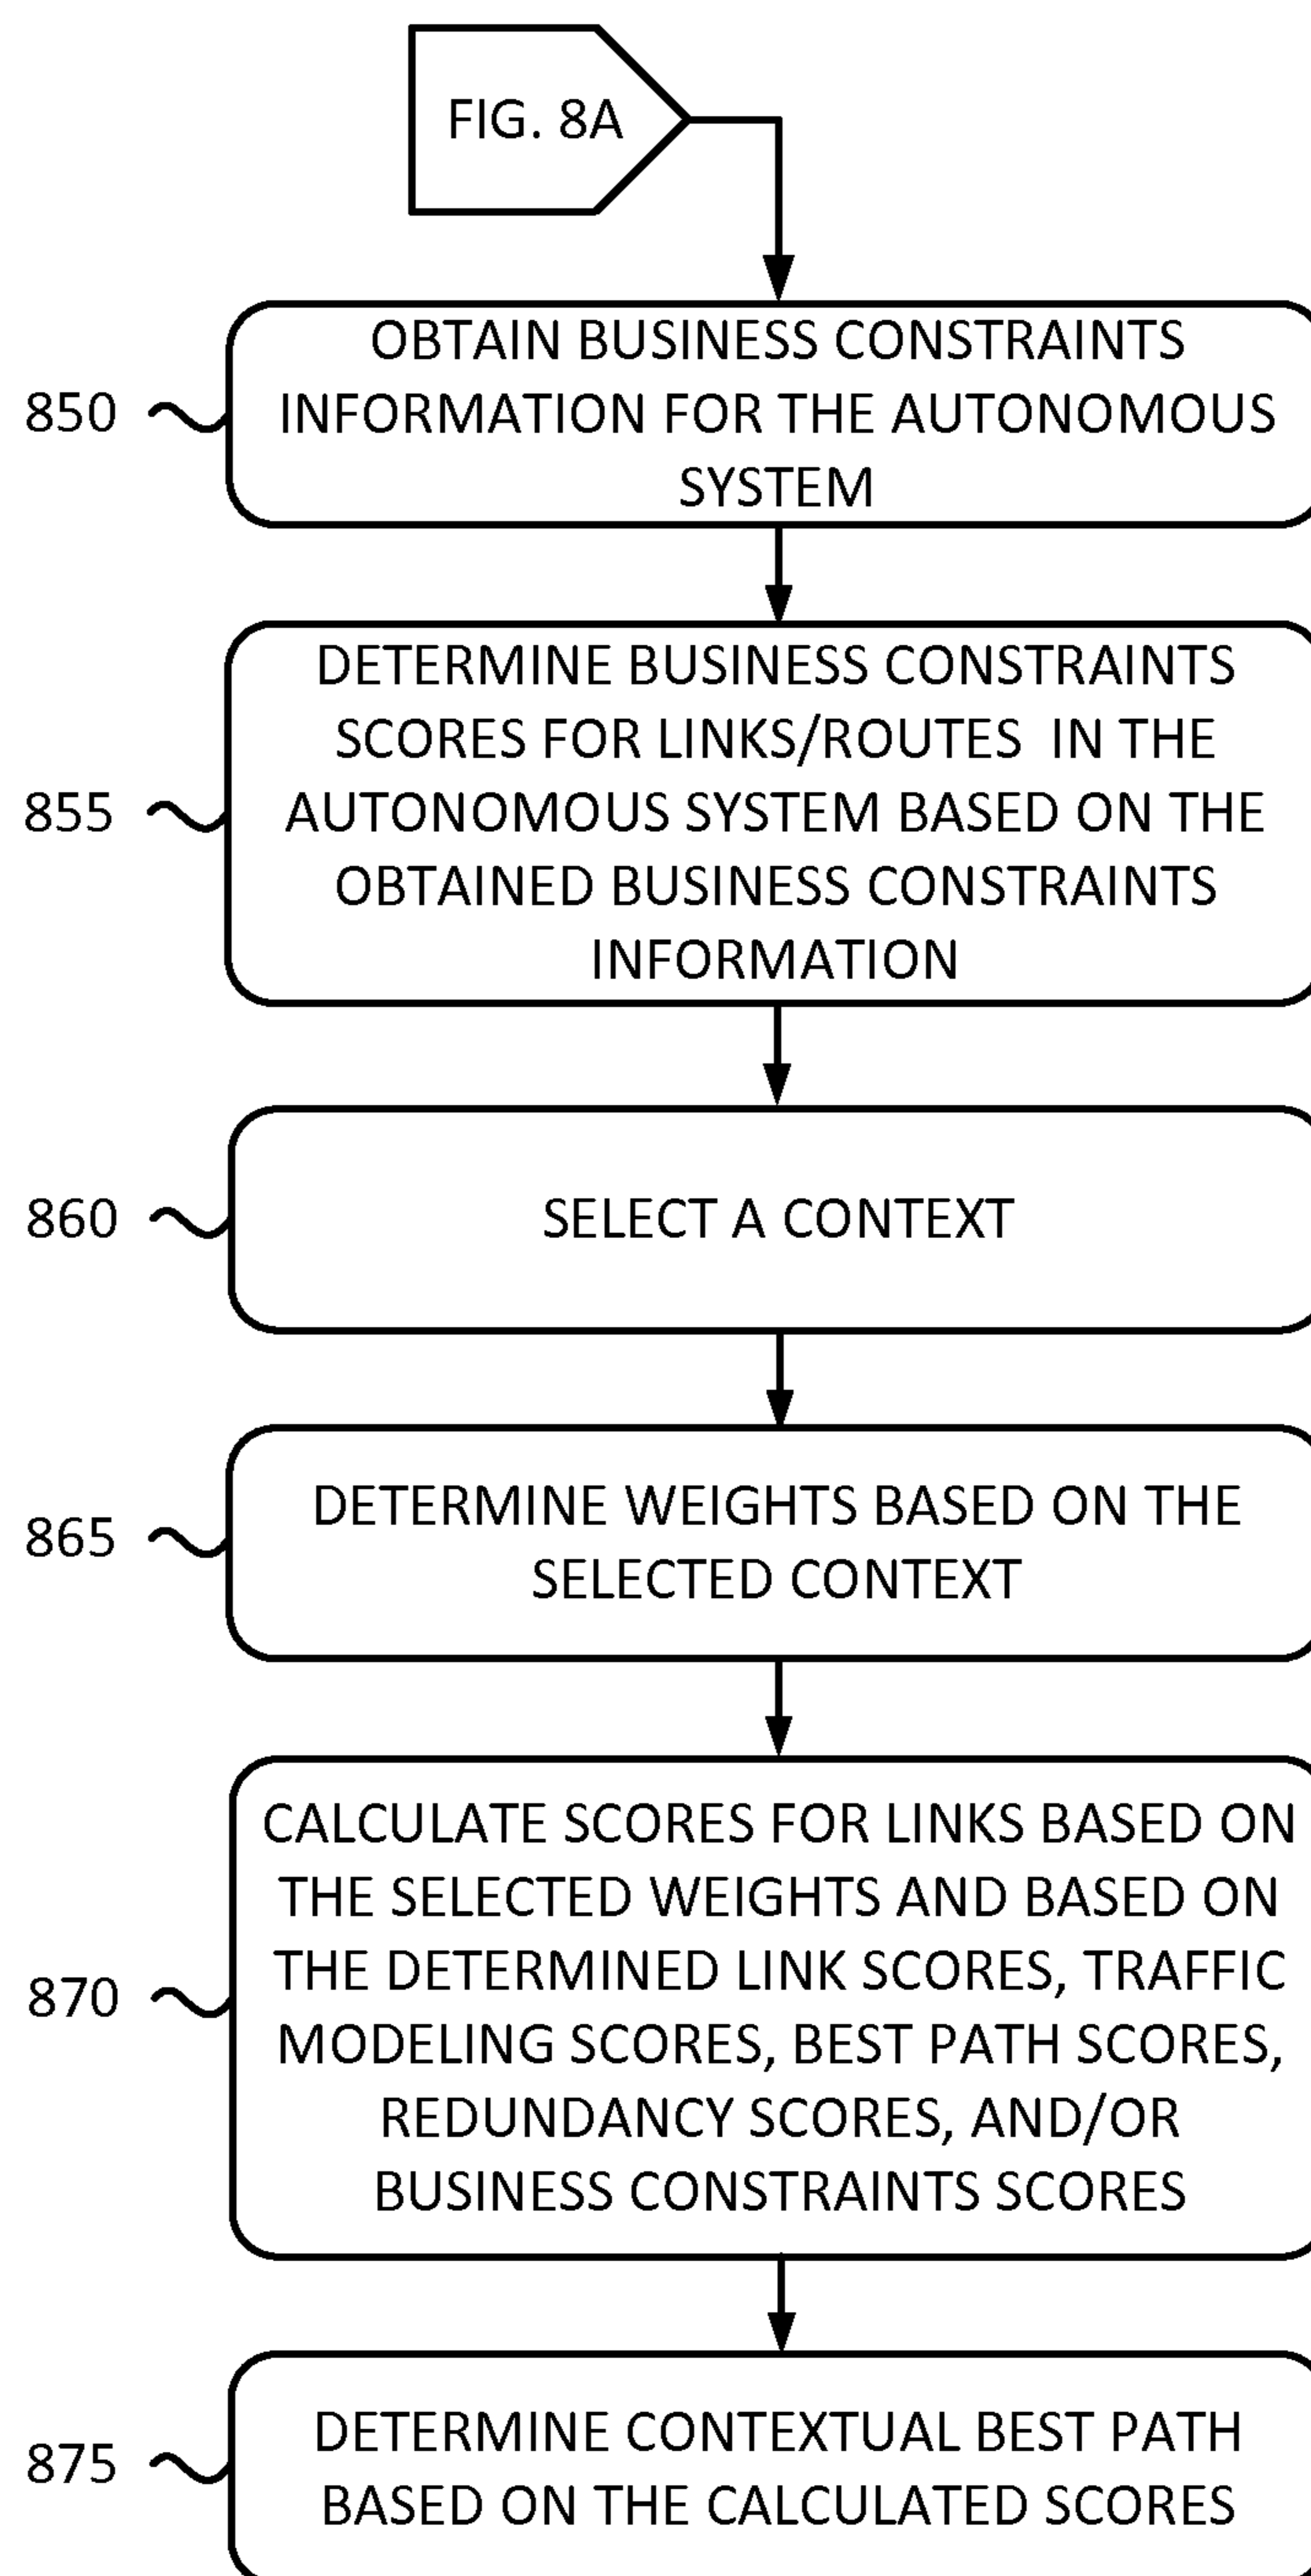 FIG. 8A
850
OBTAIN BUSINESS CONSTRAINTS
INFORMATION FOR THE AUTONOMOUS
SYSTEM
855
DETERMINE BUSINESS CONSTRAINTS
SCORES FOR LINKS/ROUTES IN THE
AUTONOMOUS SYSTEM BASED ON THE
OBTAINED BUSINESS CONSTRAINTS
INFORMATION
860
SELECT A CONTEXT
865
DETERMINE WEIGHTS BASED ON THE
SELECTED CONTEXT
870
CALCULATE SCORES FOR LINKS BASED ON
THE SELECTED WEIGHTS AND BASED ON
THE DETERMINED LINK SCORES, TRAFFIC
MODELING SCORES, BEST PATH SCORES,
REDUNDANCY SCORES, AND/OR
BUSINESS CONSTRAINTS SCORES
875
DETERMINE CONTEXTUAL BEST PATH
BASED ON THE CALCULATED SCORES